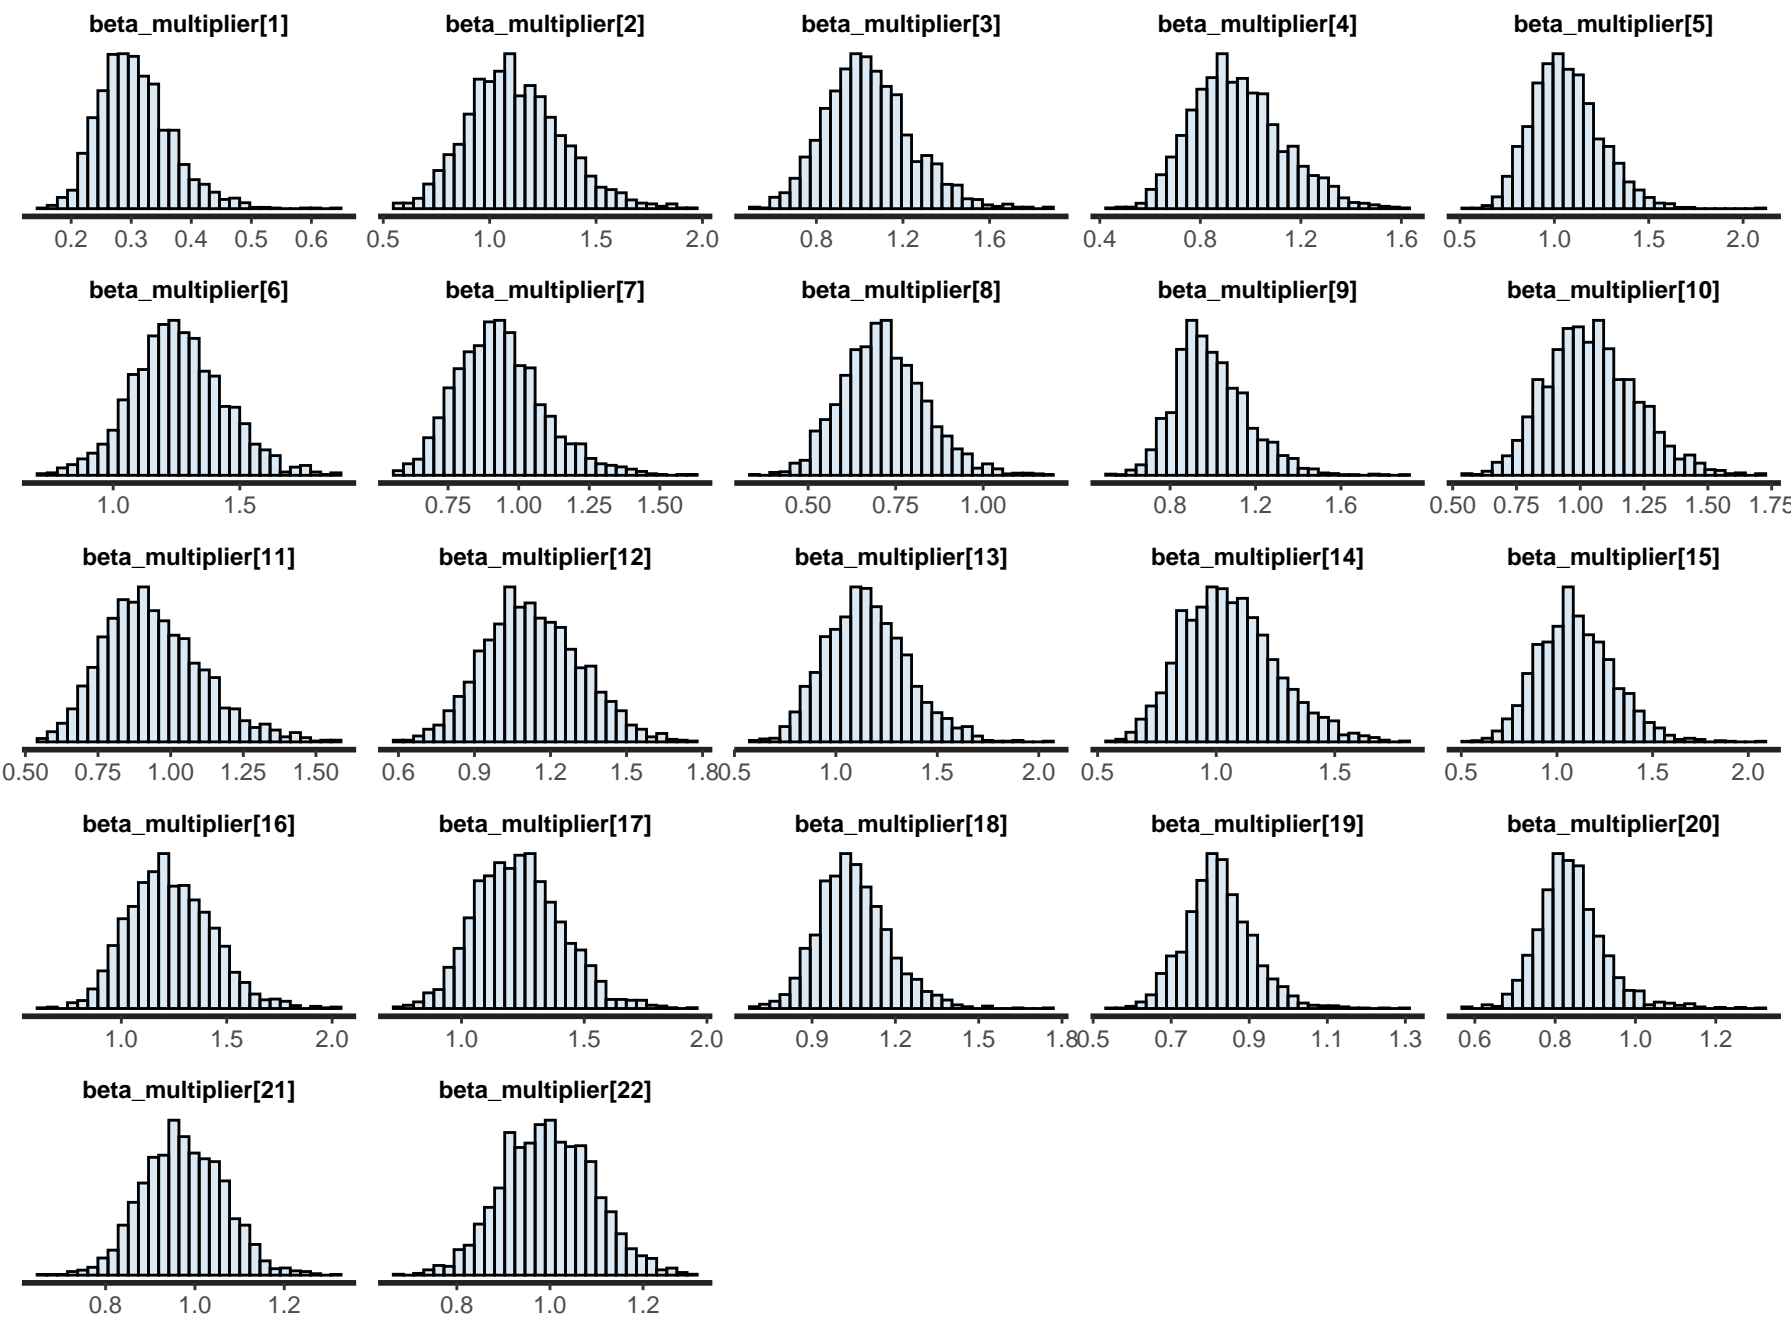 beta_multiplier[1] beta_multiplier[2] beta_multiplier[3] beta_multiplier[4] beta_multiplier[5]
0.2 0.3 0.4 0.5 0.6 0.5 1.0 1.5 2.0 0.8 1.2 1.6 0.4 0.8 1.2 1.6 0.5 1.0 1.5 2.0
beta_multiplier[6] beta_multiplier[7] beta_multiplier[8] beta_multiplier[9] beta_multiplier[10]
1.0 1.5 0.75 1.00 1.25 1.50 0.50 0.75 1.00 0.8 1.2 1.6 0.50 0.75 1.00 1.25 1.50 1.75
beta_multiplier[11] beta_multiplier[12] beta_multiplier[13] beta_multiplier[14] beta_multiplier[15]
0.50 0.75 1.00 1.25 1.50 0.6 0.9 1.2 1.5 1.8 0.5 1.0 1.5 2.0 0.5 1.0 1.5 0.5 1.0 1.5 2.0
beta_multiplier[16] beta_multiplier[17] beta_multiplier[18] beta_multiplier[19] beta_multiplier[20]
1.0 1.5 2.0 1.0 1.5 2.0 0.9 1.2 1.5 1.8 0.5 0.7 0.9 1.1 1.3 0.6 0.8 1.0 1.2
beta_multiplier[21] beta_multiplier[22]
0.8 1.0 1.2 0.8 1.0 1.2